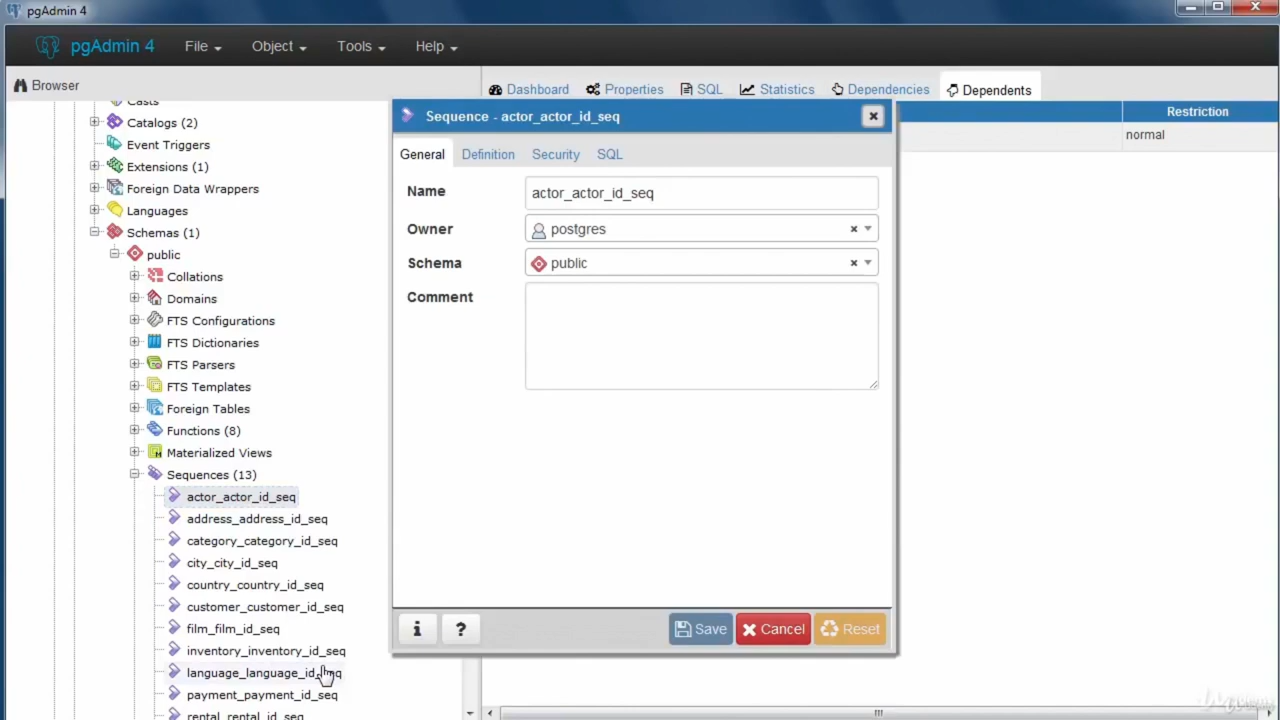 pgAdmin 4
pgAdmin 4
File
Object
Tools
Help
Browser
Dashboard
Properties
SQL
Statistics
Dependencies
Dependents
Casts
Catalogs (2)
Event Triggers
Extensions (1)
Foreign Data Wrappers
Languages
Schemas (1)
public
Collations
Domains
FTS Configurations
FTS Dictionaries
FTS Parsers
FTS Templates
Foreign Tables
Functions (8)
Materialized Views
Sequences (13)
actor_actor_id_seq
address_address_id_seq
category_category_id_seq
city_city_id_seq
country_country_id_seq
customer_customer_id_seq
film_film_id_seq
inventory_inventory_id_seq
language_language_id_seq
payment_payment_id_seq
rental_rental_id_seq
Sequence - actor_actor_id_seq
General
Definition
Security
SQL
Name
actor_actor_id_seq
Owner
postgres
Schema
public
Comment
i
?
Save
Cancel
Reset
Restriction
normal